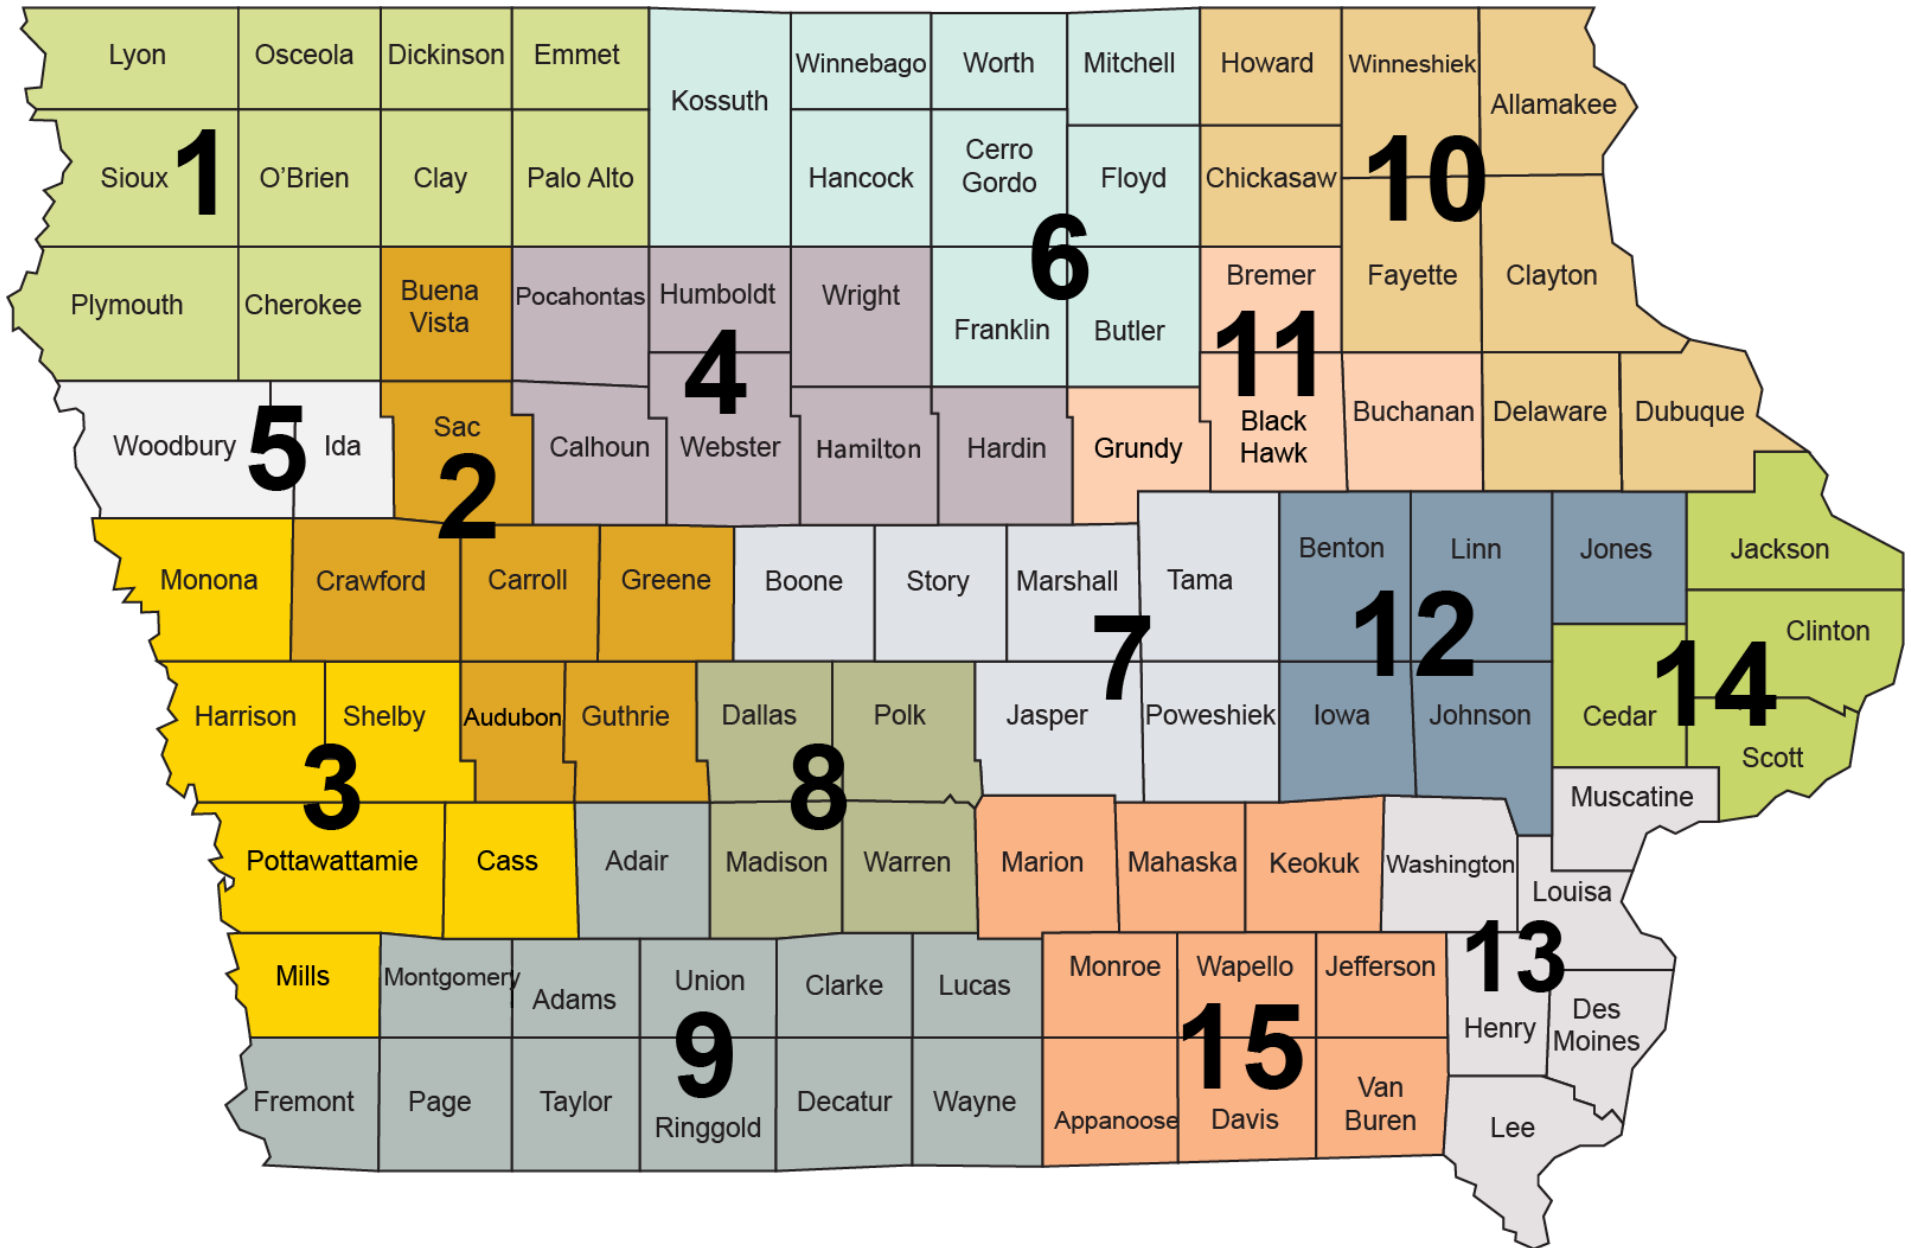 Lyon
Osceola
Dickinson
Emmet
Kossuth
Winnebago
Worth
Mitchell
Howard
Winneshiek
Allamakee
Sioux
1
O'Brien
Clay
Palo Alto
Hancock
Cerro
Gordo
Floyd
Chickasaw
10
Plymouth
Cherokee
Buena
Vista
Pocahontas
Humboldt
Wright
6
Franklin
Butler
Bremer
Fayette
Clayton
4
11
Woodbury
5
Ida
Sac
2
Calhoun
Webster
Hamilton
Hardin
Grundy
Black
Hawk
Buchanan
Delaware
Dubuque
Monona
Crawford
Carroll
Greene
Boone
Story
Marshall
Tama
Benton
Linn
Jones
Jackson
7
12
Clinton
14
Harrison
Shelby
Audubon
Guthrie
Dallas
Polk
Jasper
Poweshiek
Iowa
Johnson
Cedar
Scott
3
8
Muscatine
Pottawattamie
Cass
Adair
Madison
Warren
Marion
Mahaska
Keokuk
Washington
Louisa
13
Mills
Montgomery
Adams
Union
Clarke
Lucas
Monroe
Wapello
Jefferson
Henry
Des
Moines
9
15
Fremont
Page
Taylor
Ringgold
Decatur
Wayne
Appanoose
Davis
Van
Buren
Lee